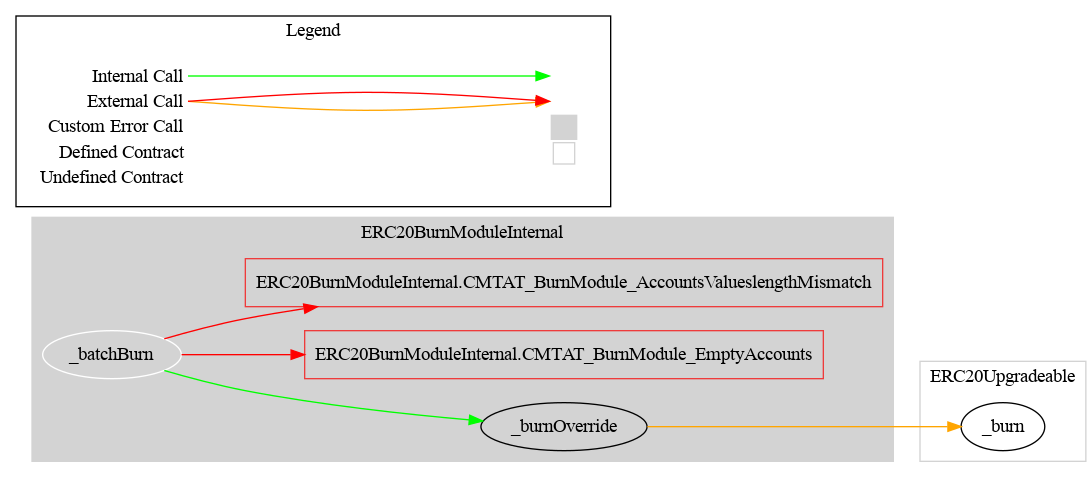 Legend
Internal Call
External Call
Custom Error Call
Defined Contract
Undefined Contract
ERC20BurnModuleInternal
ERC20BurnModuleInternal.CMTAT_BurnModule_AccountsValueslengthMismatch
_batchBurn
ERC20BurnModuleInternal.CMTAT_BurnModule_EmptyAccounts
ERC20Upgradeable
_burnOverride
_burn